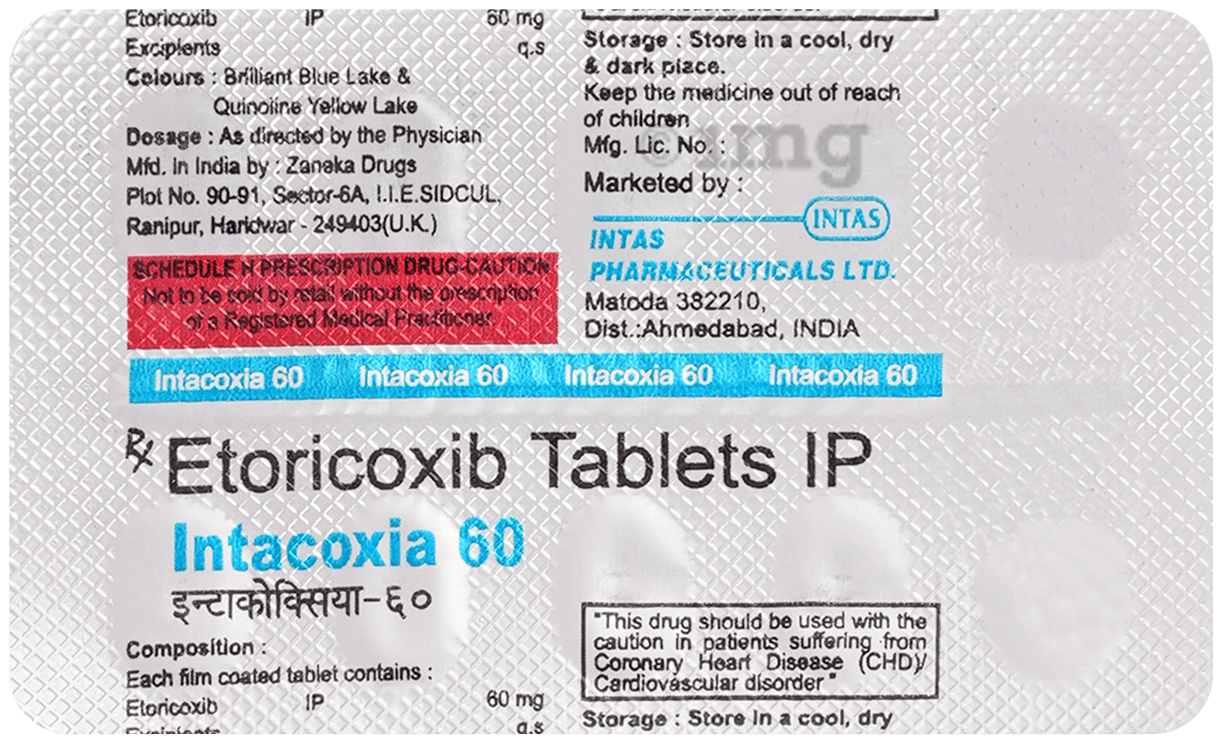 Etoricoxib IP 60 mg
Excipients q.s
Colours : Brilliant Blue Lake &
Quinoline Yellow Lake
Dosage : As directed by the Physician
Mfd. in India by : Zaneka Drugs
Plot No. 90-91, Sector-6A, I.I.E.SIDCUL,
Ranipur, Haridwar - 249403(U.K.)
SCHEDULE H PRESCRIPTION DRUG-CAUTION
Not to be sold by retail without the prescription
of a Registered Medical Practitioner.
Storage : Store in a cool, dry
& dark place.
Keep the medicine out of reach
of children
Mfg. Lic. No. :
1mg
Marketed by :
INTAS
INTAS
PHARMACEUTICALS LTD.
Matoda 382210,
Dist.:Ahmedabad, INDIA
Intacoxia 60 Intacoxia 60 Intacoxia 60 Intacoxia 60
Rx Etoricoxib Tablets IP
Intacoxia 60
इन्टाकोक्सिया-६०
Composition :
Each film coated tablet contains :
Etoricoxib IP 60 mg
Excipients q.s
"This drug should be used with the
caution in patients suffering from
Coronary Heart Disease (CHD)/
Cardiovascular disorder"
Storage : Store in a cool, dry